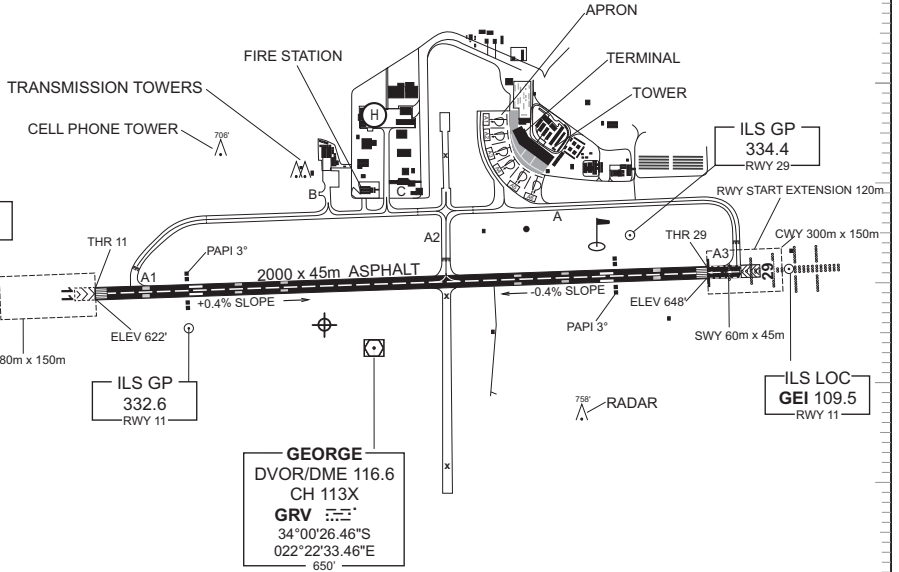 APRON
FIRE STATION
TERMINAL
TRANSMISSION TOWERS
TOWER
H
CELL PHONE TOWER
706'
ILS GP
334.4
RWY 29
B
C
RWY START EXTENSION 120m
A
THR 11
A2
THR 29
CWY 300m x 150m
PAPI 3°
A3
A1
2000 x 45m ASPHALT
29
11
+0.4% SLOPE
-0.4% SLOPE
ELEV 648'
ELEV 622'
PAPI 3°
SWY 60m x 45m
80m x 150m
ILS GP
332.6
RWY 11
ILS LOC
GEI 109.5
RWY 11
758'
RADAR
GEORGE
DVOR/DME 116.6
CH 113X
GRV
34°00'26.46"S
022°22'33.46"E
650'
x
x
x
x